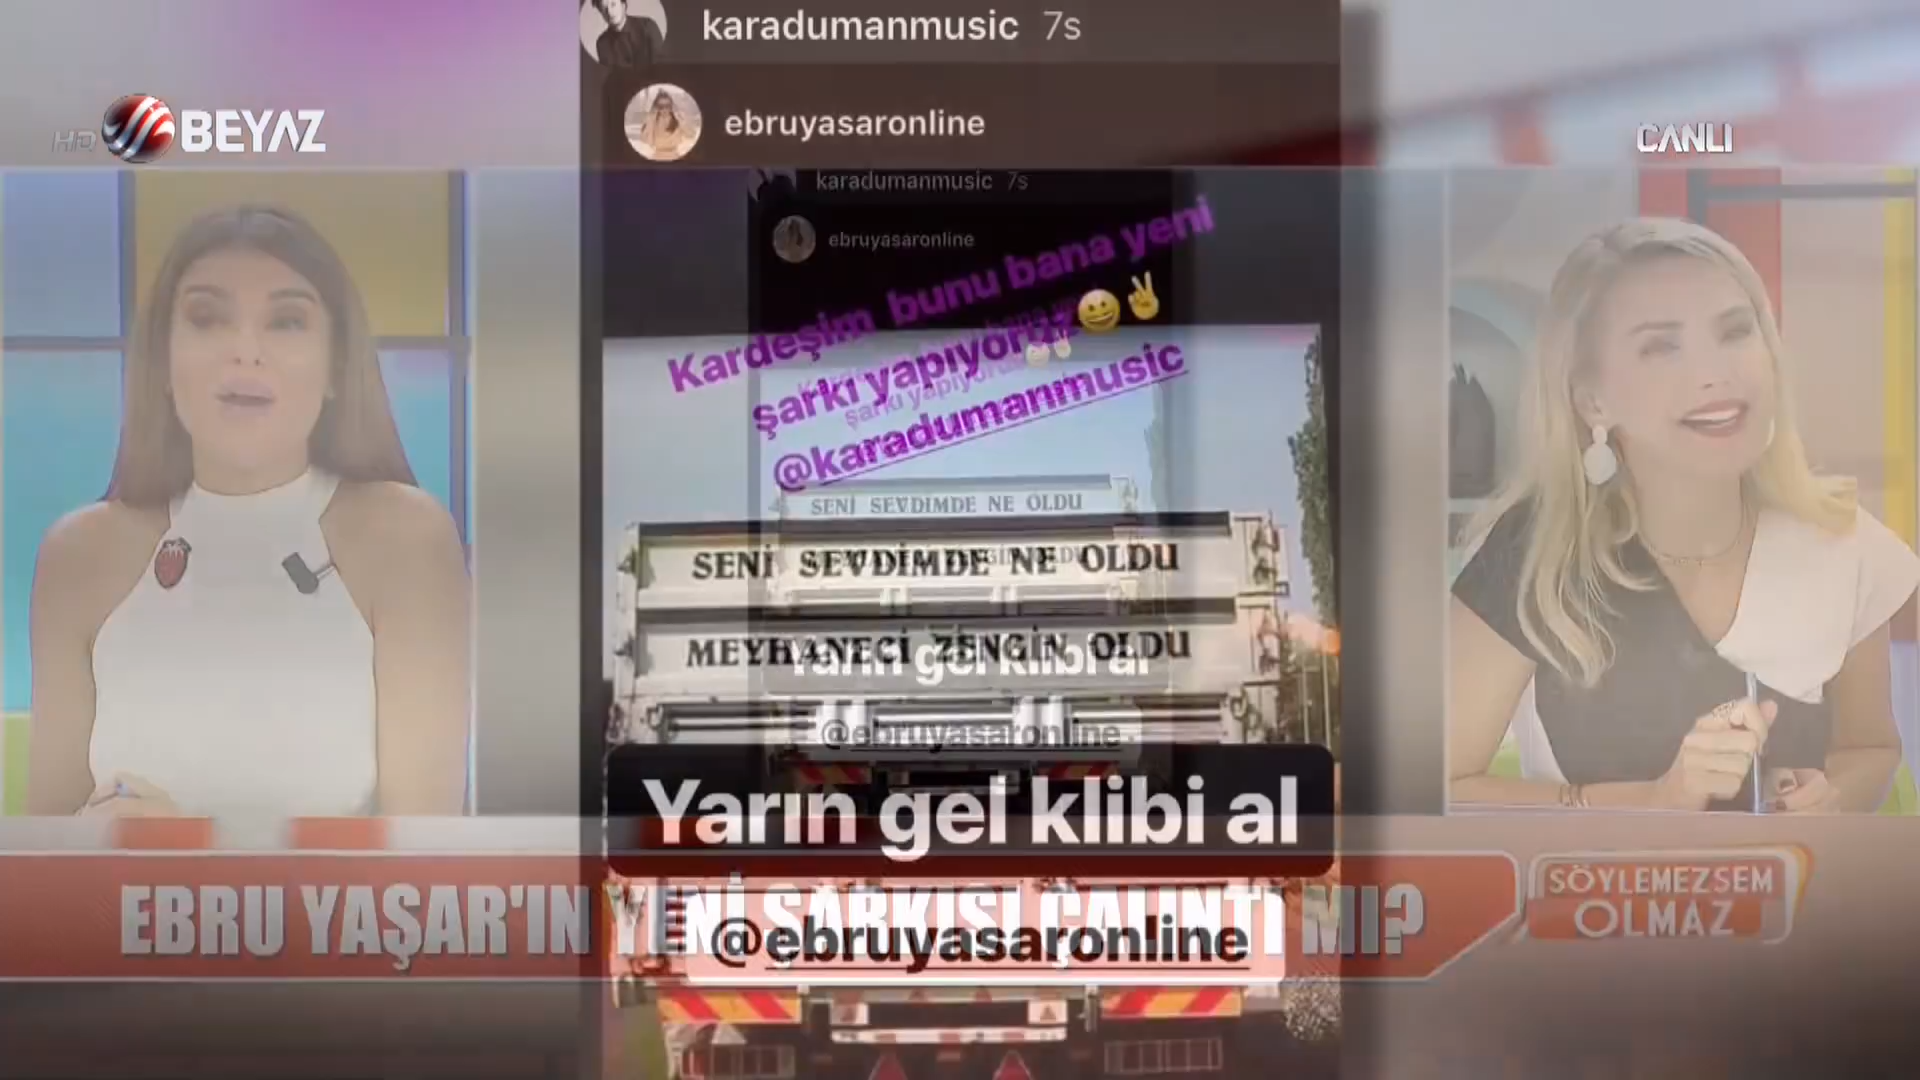 karadumanmusic 7s
ebruyasaronline
HD BEYAZ
CANLI
karadumanmusic 7s
ebruyasaronline
Kardeşim bunu bana yeni
şarkı yapıyoruz😀✌
@karadumanmusic
SENİ SEVDİMDE NE OLDU
SENİ SEVDİMDE NE OLDU
MEYHANECİ ZENGİN OLDU
Yarın gel klibi al
@ebruyasaronline
Yarın gel klibi al
@ebruyasaronline
EBRU YAŞAR'IN YENİ ŞARKISI ÇALINTI MI?
SÖYLEMEZSEM
OLMAZ